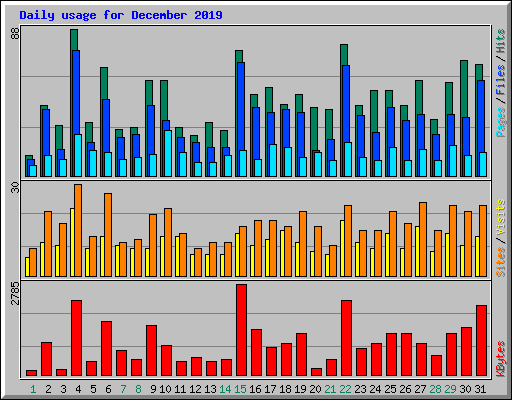 Daily usage for December 2019
88
Pages / Files / Hits
30
Sites / Visits
2785
KBytes
1 2 3 4 5 6 7 8 9 10 11 12 13 14 15 16 17 18 19 20 21 22 23 24 25 26 27 28 29 30 31